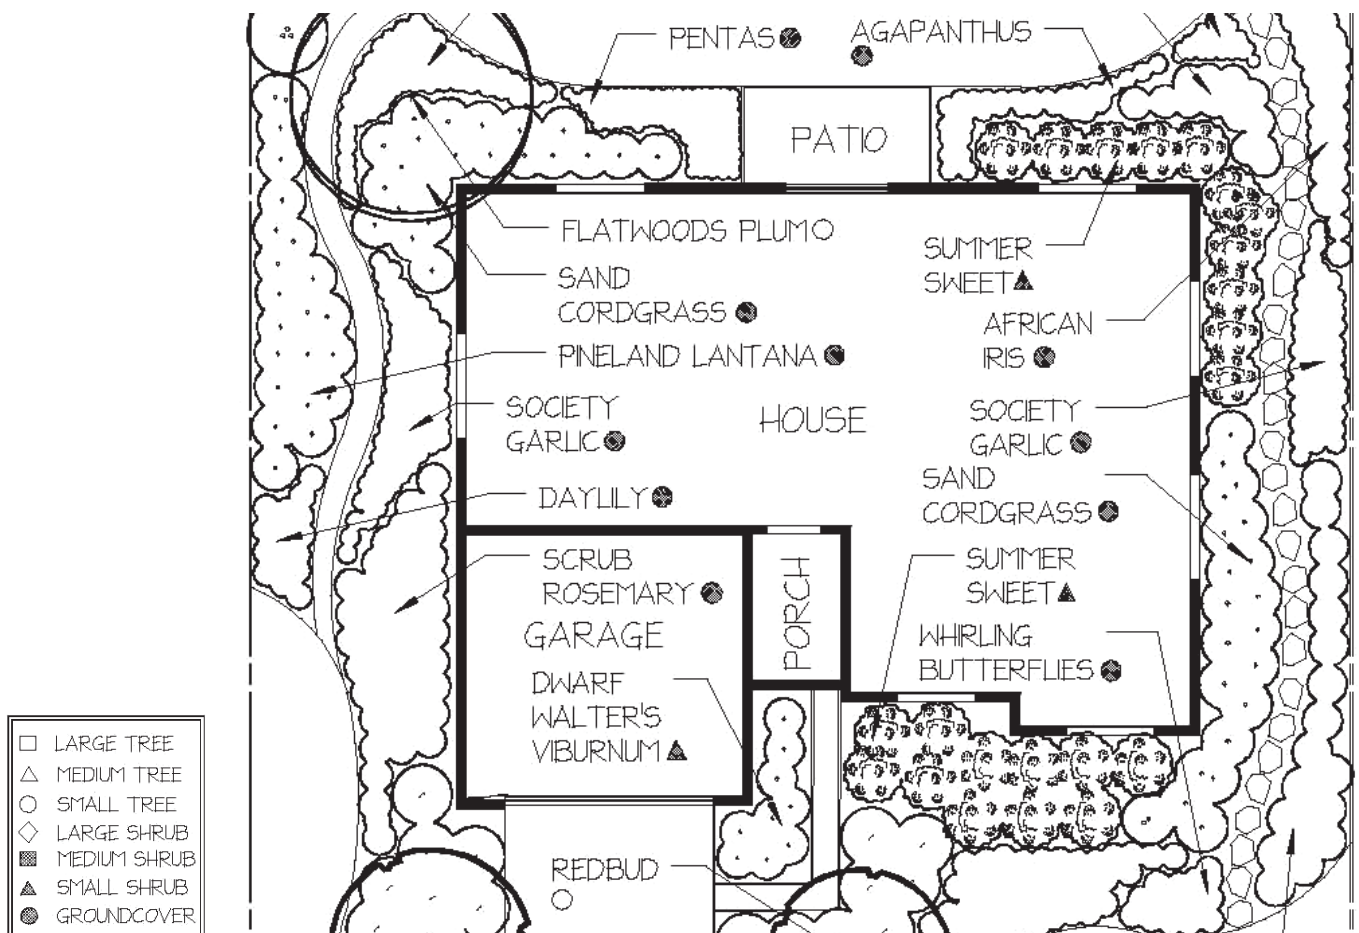 PENTAS
AGAPANTHUS
PATIO
FLATWOODS PLUM
SAND
CORDGRASS
PINELAND LANTANA
SOCIETY
GARLIC
DAYLILY
SUMMER
SWEET
AFRICAN
IRIS
HOUSE
SOCIETY
GARLIC
SAND
CORDGRASS
SUMMER
SWEET
WHIRLING
BUTTERFLIES
SCRUB
ROSEMARY
GARAGE
PORCH
DWARF
WALTER'S
VIBURNUM
REDBUD
LARGE TREE
MEDIUM TREE
SMALL TREE
LARGE SHRUB
MEDIUM SHRUB
SMALL SHRUB
GROUNDCOVER